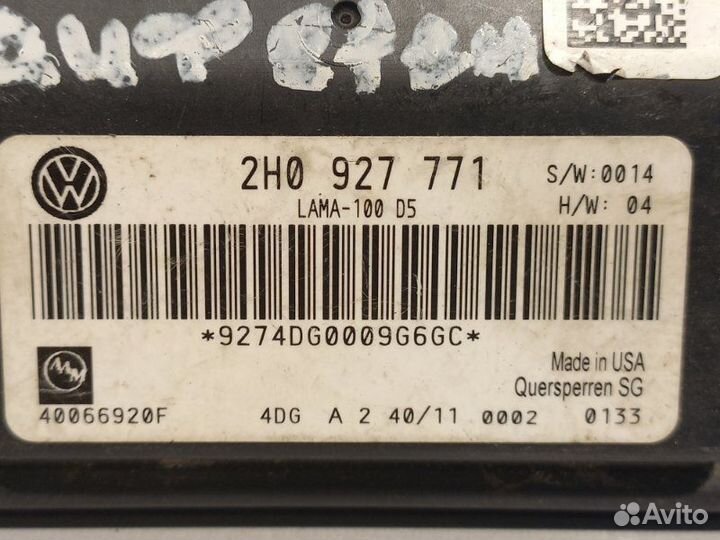 2H0 927 771
S/W:0014
LAMA-100 D5
H/W: 04
*9274DG0009G6GC*
Made in USA
Quersperren SG
40066920F
4DG A 2 40/11 0002 0133
Avito